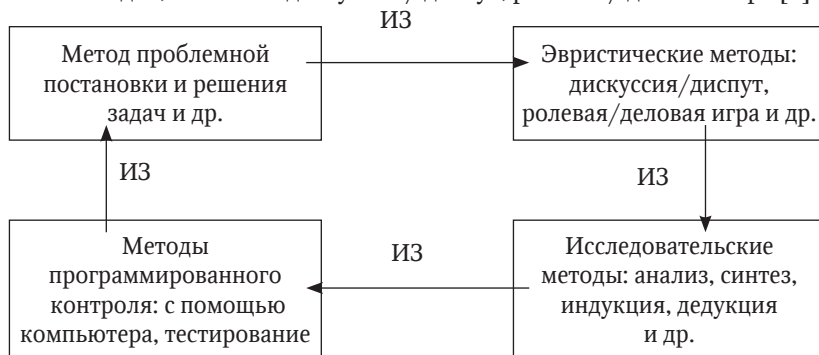 ИЗ
Метод проблемной
постановки и решения
задач и др.
Эвристические методы:
дискуссия/диспут,
ролевая/деловая игра и др.
ИЗ
ИЗ
Методы
программированного
контроля: с помощью
компьютера, тестирование
ИЗ
Исследовательские
методы: анализ, синтез,
индукция, дедукция
и др.